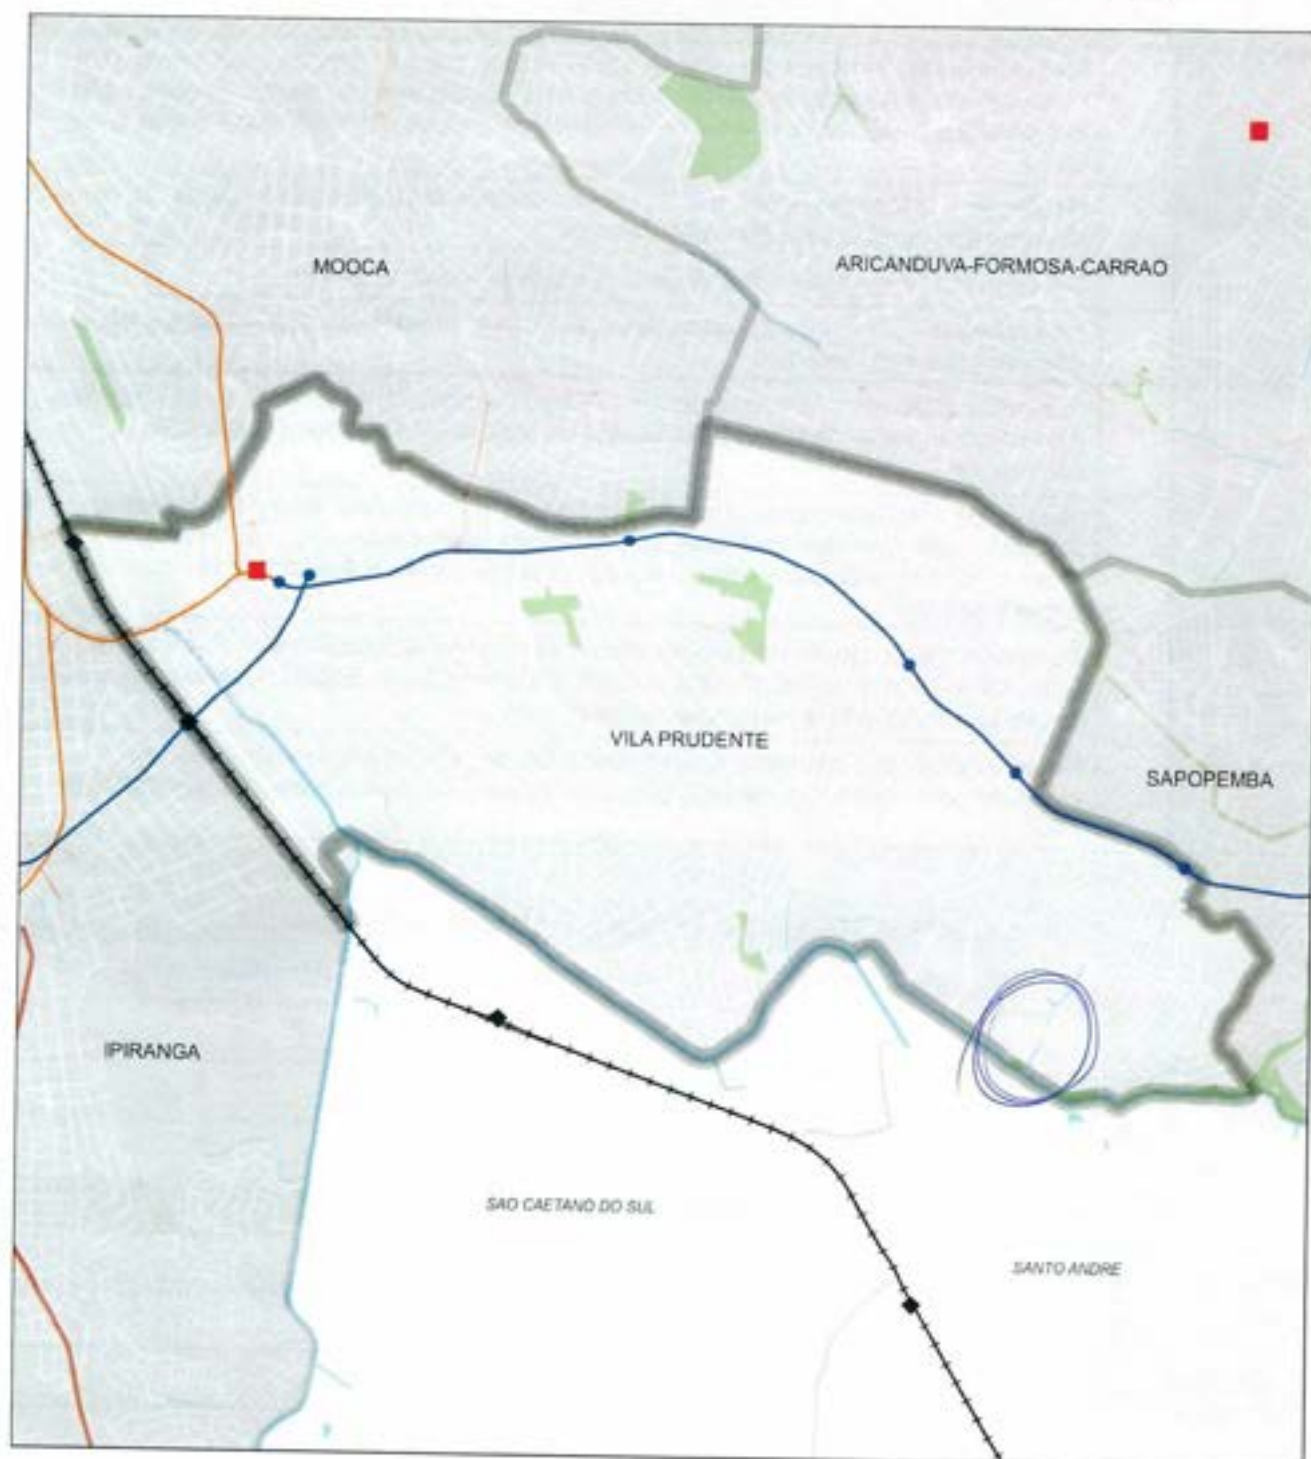 MOOCA
ARICANDUVA-FORMOSA-CARRAO
VILA PRUDENTE
SAPOPEMBA
IPIRANGA
SAO CAETANO DO SUL
SANTO ANDRE